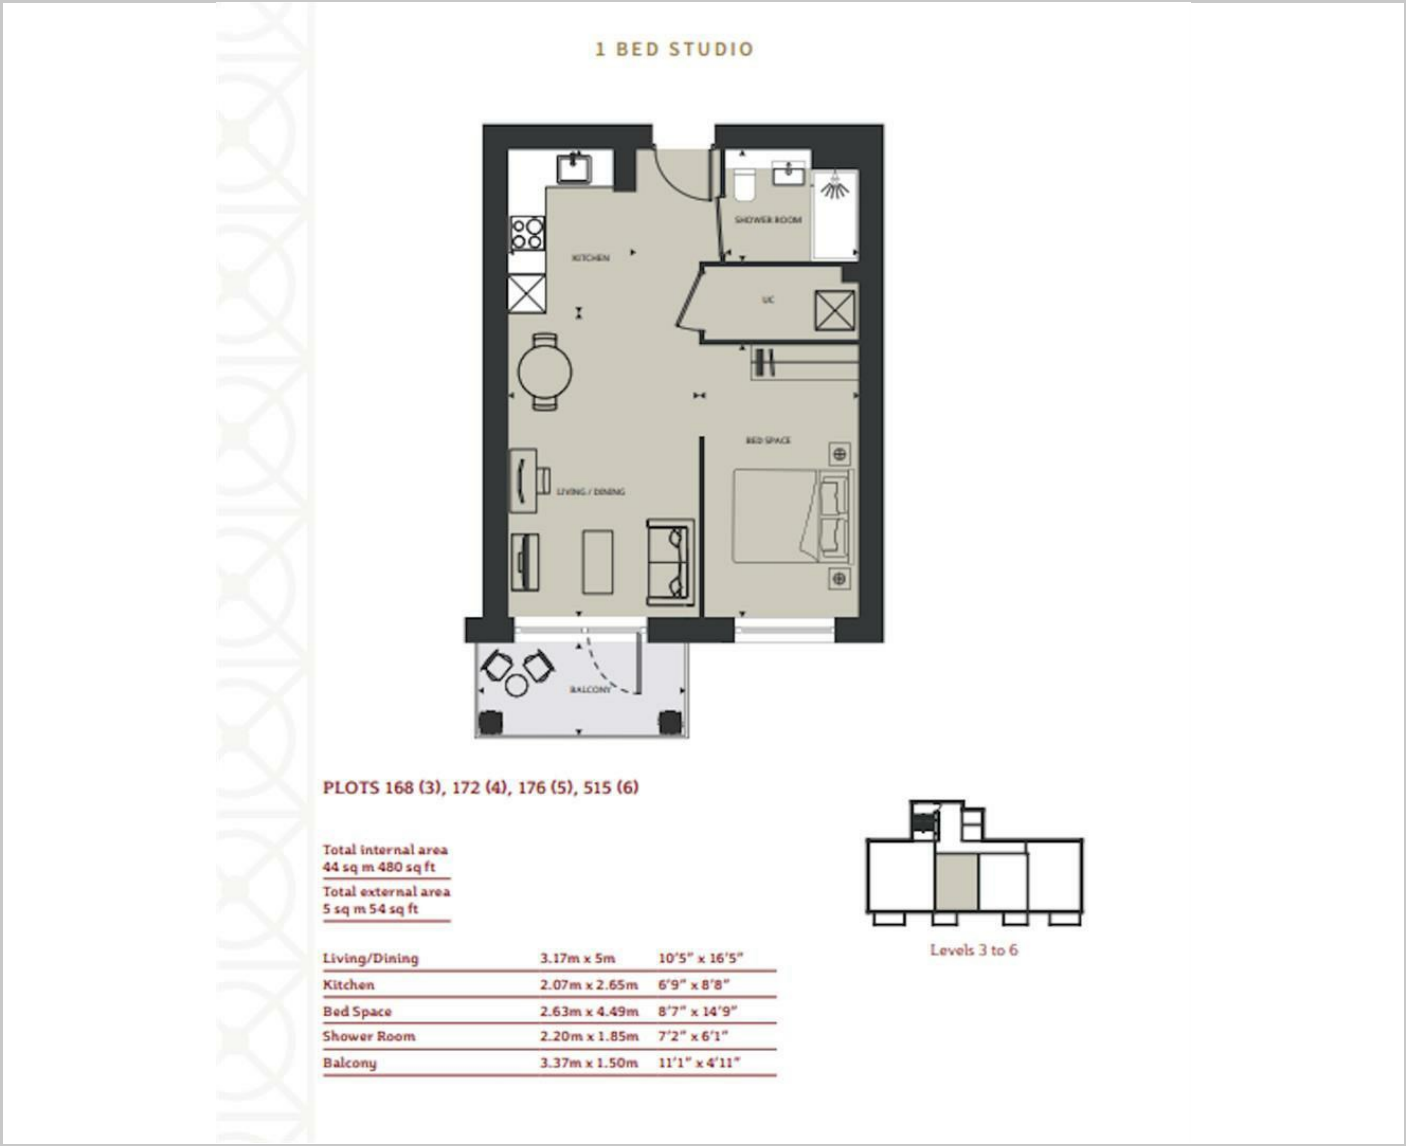 1 BED STUDIO
SHOWER ROOM
KITCHEN
UC
BED SPACE
LIVING / DINING
BALCONY
PLOTS 168 (3), 172 (4), 176 (5), 515 (6)
Total internal area
44 sq m 480 sq ft
Total external area
5 sq m 54 sq ft
Levels 3 to 6
Living/Dining 3.17m x 5m 10'5" x 16'5"
Kitchen 2.07m x 2.65m 6'9" x 8'8"
Bed Space 2.63m x 4.49m 8'7" x 14'9"
Shower Room 2.20m x 1.85m 7'2" x 6'1"
Balcony 3.37m x 1.50m 11'1" x 4'11"